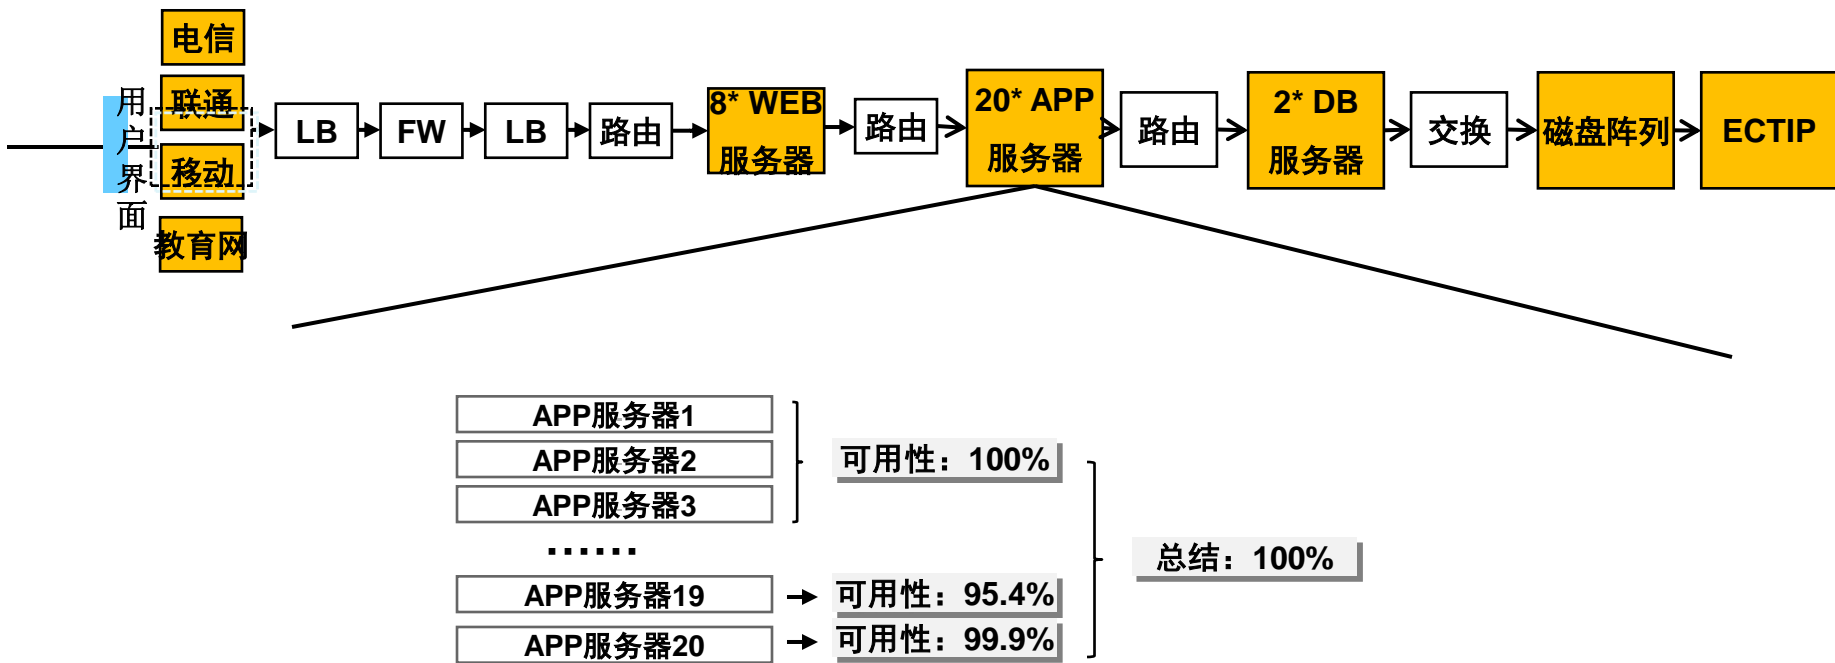 用户界面
电信
联通
移动
教育网
LB
FW
LB
路由
8* WEB
服务器
路由
20* APP
服务器
路由
2* DB
服务器
交换
磁盘阵列
ECTIP
APP服务器1
APP服务器2
APP服务器3
可用性：100%
......
APP服务器19
可用性：95.4%
APP服务器20
可用性：99.9%
总结：100%